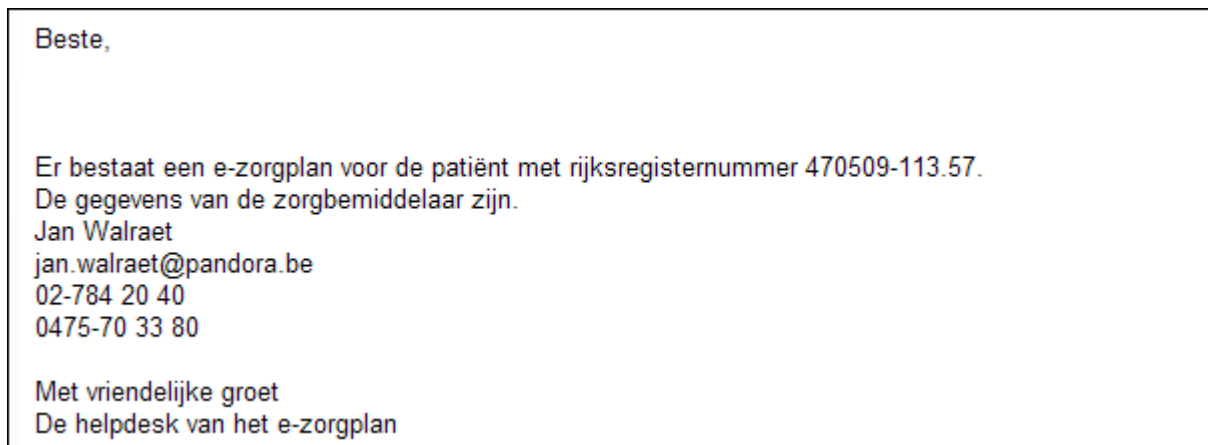 Beste,
Er bestaat een e-zorgplan voor de patiënt met rijksregisternummer 470509-113.57.
De gegevens van de zorgbemiddelaar zijn.
Jan Walraet
jan.walraet@pandora.be
02-784 20 40
0475-70 33 80
Met vriendelijke groet
De helpdesk van het e-zorgplan